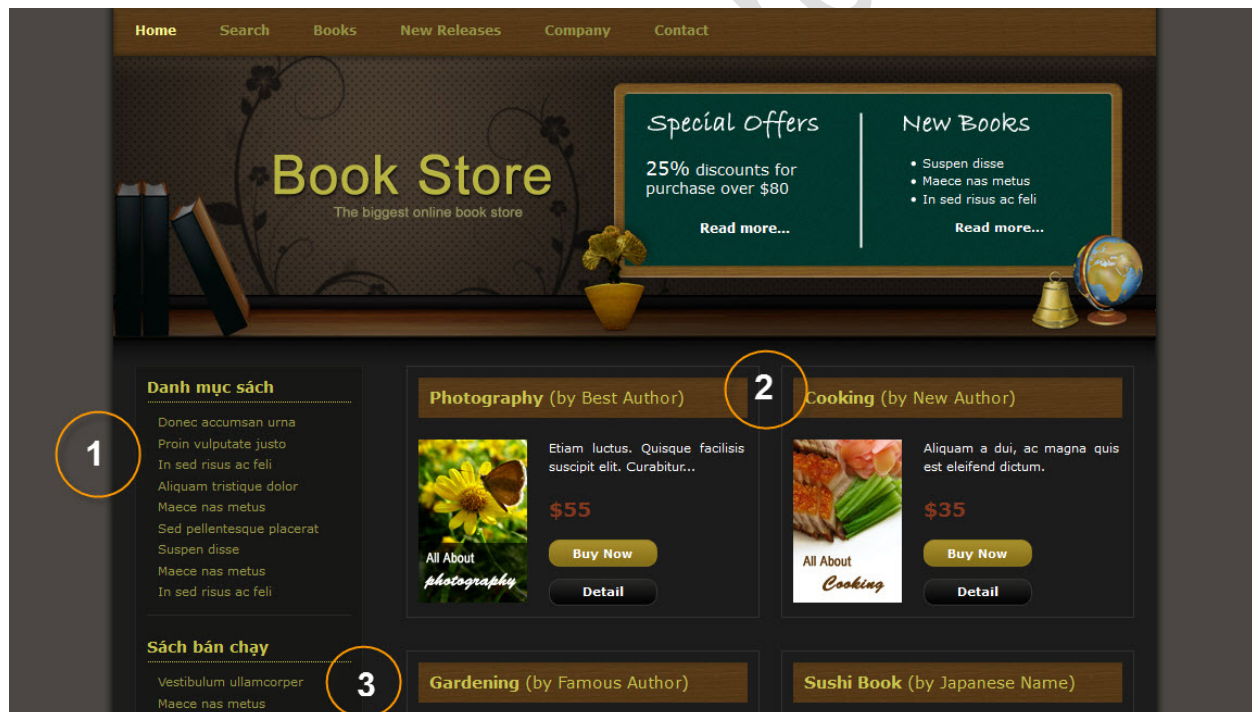 Home Search Books New Releases Company Contact
Book Store
The biggest online book store
Special Offers
25% discounts for
purchase over $80
Read more...
New Books
Suspen disse
Maece nas metus
In sed risus ac feli
Read more...
1
Danh mục sách
Donec accumsan urna
Proin vulputate justo
In sed risus ac feli
Aliquam tristique dolor
Maece nas metus
Sed pellentesque placerat
Suspen disse
Maece nas metus
In sed risus ac feli
Sách bán chạy
Vestibulum ullamcorper
Maece nas metus
2
Photography (by Best Author)
Etiam luctus. Quisque facilisis
suscipit elit. Curabitur...
$55
Buy Now
Detail
All About
photography
Cooking (by New Author)
Aliquam a dui, ac magna quis
est eleifend dictum.
$35
Buy Now
Detail
All About
Cooking
3
Gardening (by Famous Author)
Sushi Book (by Japanese Name)